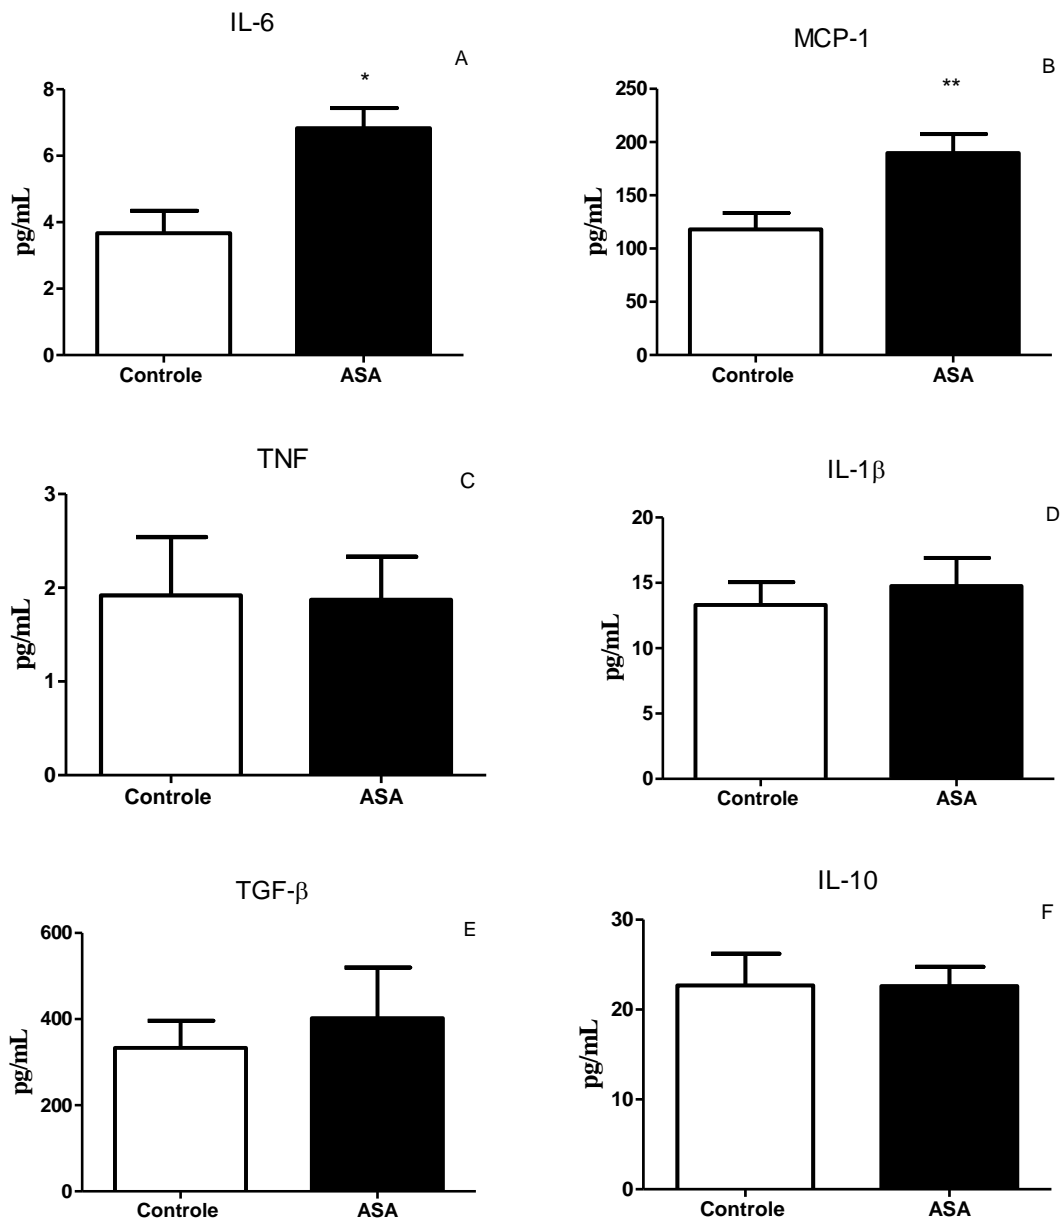 IL-6
A
*
8
6
4
2
0
pg/mL
Controle ASA
MCP-1
B
**
250
200
150
100
50
0
pg/mL
Controle ASA
TNF
C
3
2
1
0
pg/mL
Controle ASA
IL-1β
D
20
15
10
5
0
pg/mL
Controle ASA
TGF-β
E
600
400
200
0
pg/mL
Controle ASA
IL-10
F
30
20
10
0
pg/mL
Controle ASA